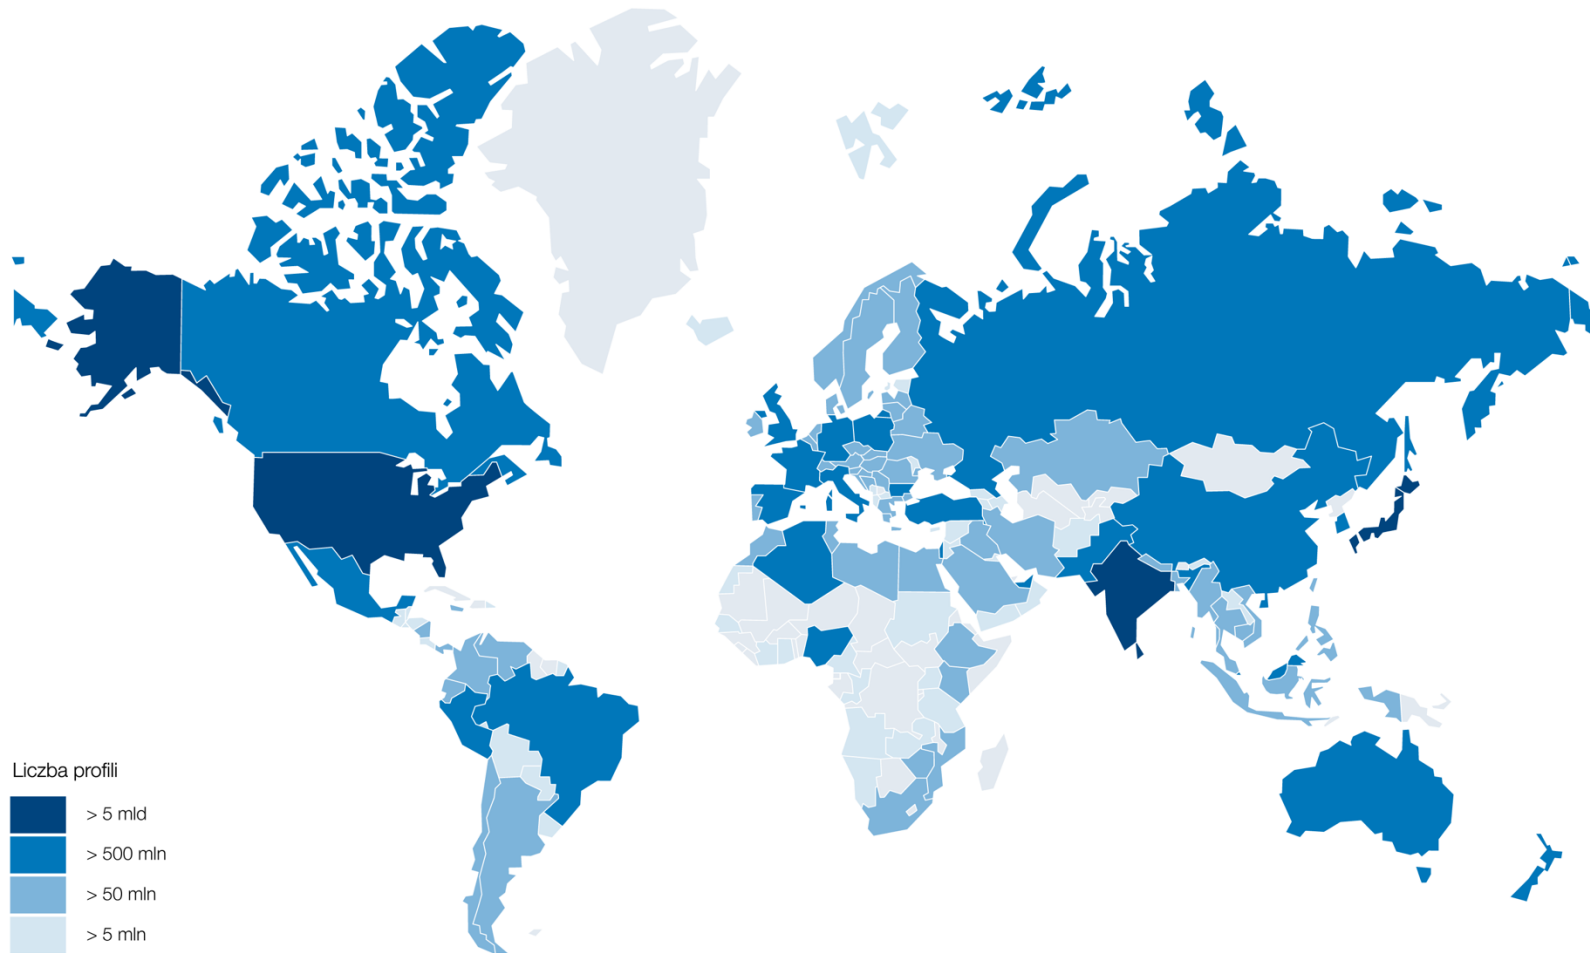 Liczba profili
> 5 mld
> 500 mln
> 50 mln
> 5 mln